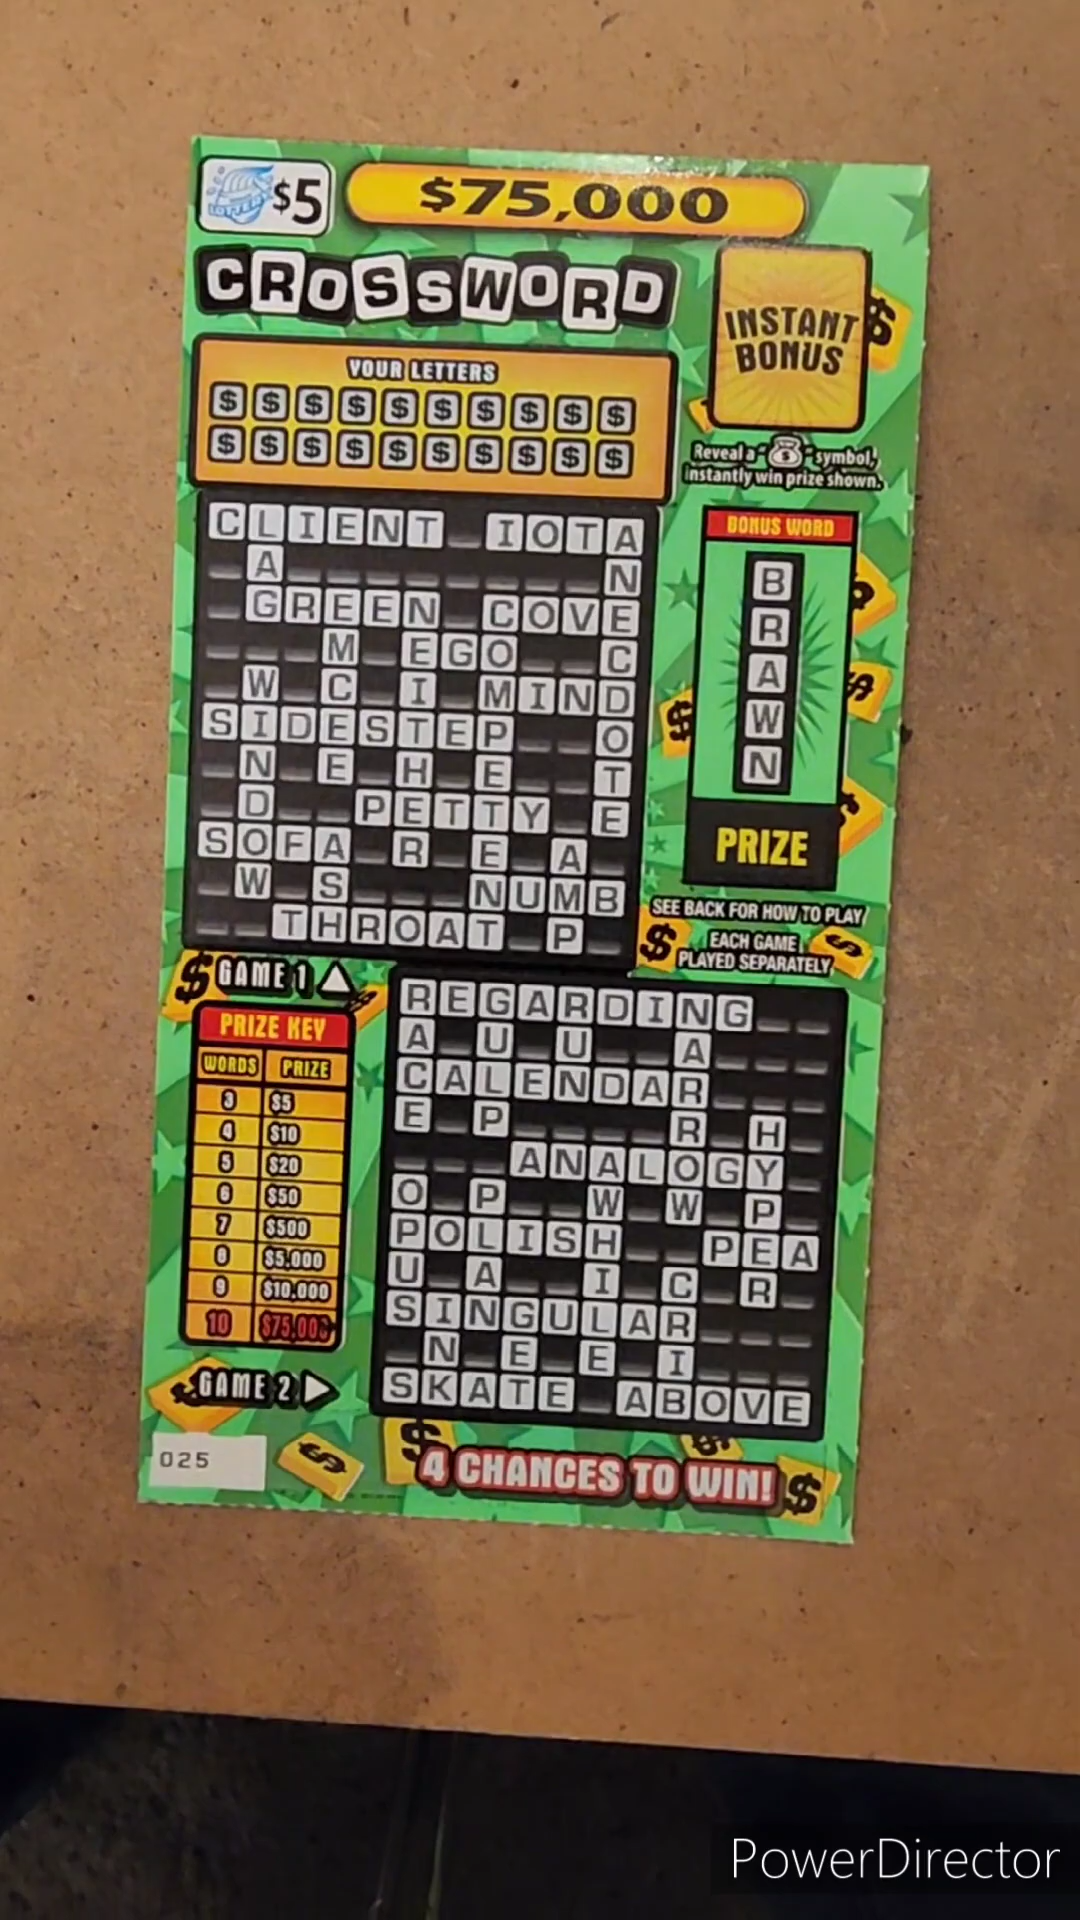 LOTTERY $5
$75,000
CROSSWORD
INSTANT
BONUS
YOUR LETTERS
$ $ $ $ $ $ $ $ $ $
$ $ $ $ $ $ $ $ $ $
Reveal a "$" symbol,
instantly win prize shown.
BONUS WORD
B
R
A
W
N
PRIZE
CLIENT IOTA
A N
GREEN COVE
M EGO C
W C I MIND
SIDESTEP O
N E H E T
D PETTY E
SOFA R E A
W S NUMB
THROAT P
SEE BACK FOR HOW TO PLAY
EACH GAME
PLAYED SEPARATELY
GAME 1
PRIZE KEY
WORDS PRIZE
3 $5
4 $10
5 $20
6 $50
7 $500
8 $5,000
9 $10,000
10 $75,000
GAME 2
REGARDING
A U U A
CALENDAR
E P R H
ANALOGY
O P W W P
POLISH PEA
U A I C R
SINGULAR
N E E I
SKATE ABOVE
025
4 CHANCES TO WIN!
PowerDirector